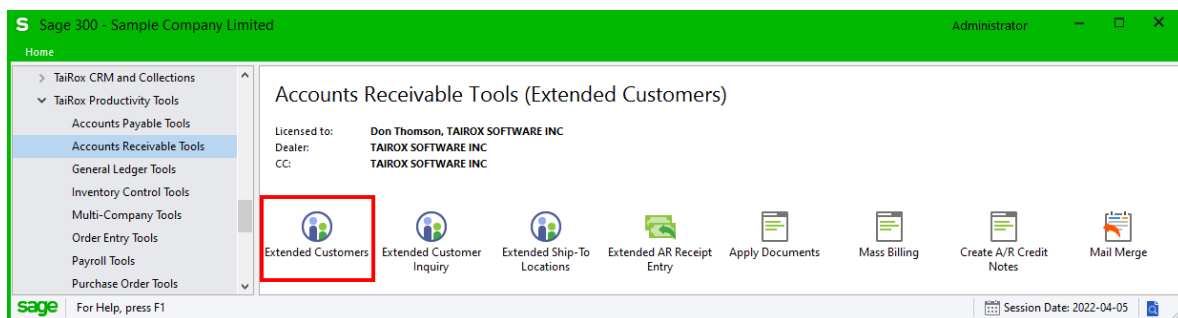 S Sage 300 - Sample Company Limited
Administrator
Home
TaiRox CRM and Collections
TaiRox Productivity Tools
Accounts Payable Tools
Accounts Receivable Tools
General Ledger Tools
Inventory Control Tools
Multi-Company Tools
Order Entry Tools
Payroll Tools
Purchase Order Tools
Accounts Receivable Tools (Extended Customers)
Licensed to: Don Thomson, TAIROX SOFTWARE INC
Dealer: TAIROX SOFTWARE INC
CC: TAIROX SOFTWARE INC
Extended Customers
Extended Customer
Inquiry
Extended Ship-To
Locations
Extended AR Receipt
Entry
Apply Documents
Mass Billing
Create A/R Credit
Notes
Mail Merge
sage For Help, press F1
Session Date: 2022-04-05